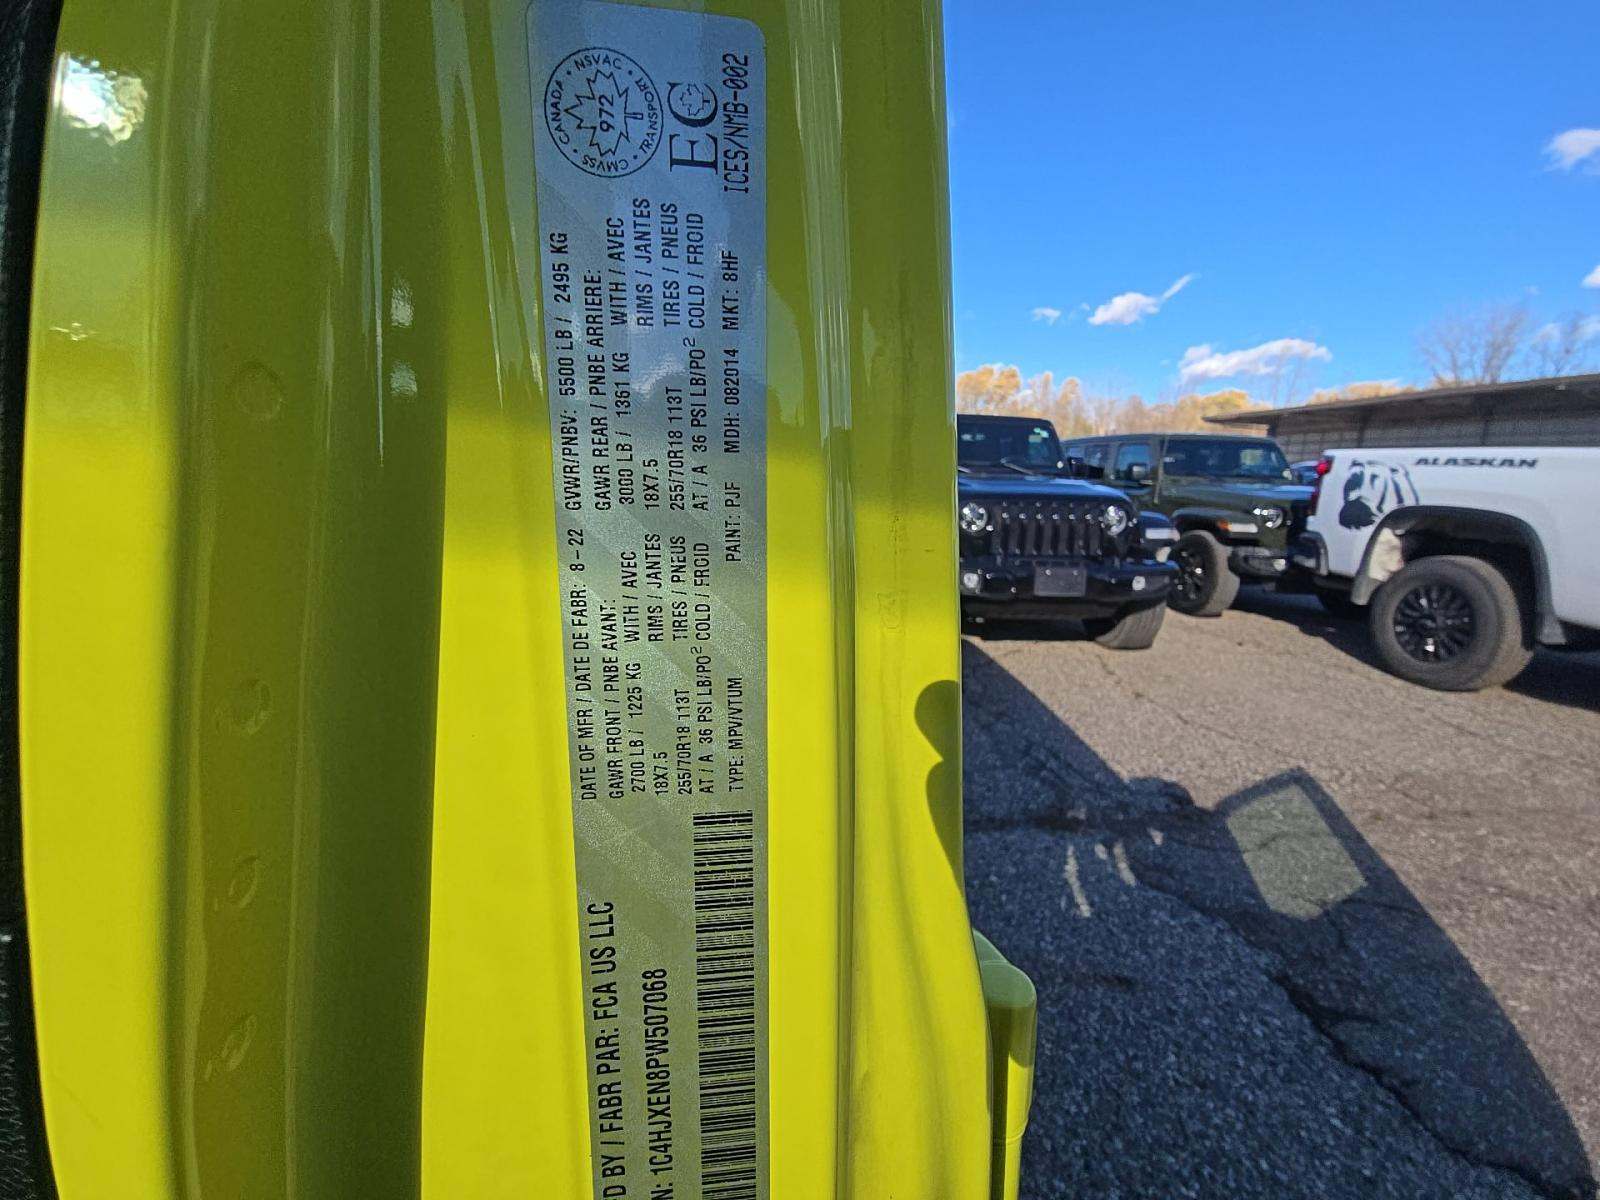 D BY / FABR PAR: FCA US LLC
DATE OF MFR / DATE DE FABR: 8-22 GVWR/PNBV: 5500 LB / 2495 KG
GAWR FRONT / PNBE AVANT: GAWR REAR / PNBE ARRIERE:
2700 LB / 1225 KG WITH / AVEC 3000 LB / 1361 KG WITH / AVEC
18X7.5 RIMS / JANTES 18X7.5 RIMS / JANTES
255/70R18 113T TIRES / PNEUS 255/70R18 113T TIRES / PNEUS
AT / A 36 PSI LB/PO² COLD / FROID AT / A 36 PSI LB/PO² COLD / FROID
N: 1C4HJXEN8PW507068
TYPE: MPV/VTUM PAINT: PJF MDH: 082014 MKT: 8HF
CANADA • NSVAC • TRANSPORT • CMVSS •
972
EC
ICES/NMB-002
ALASKAN